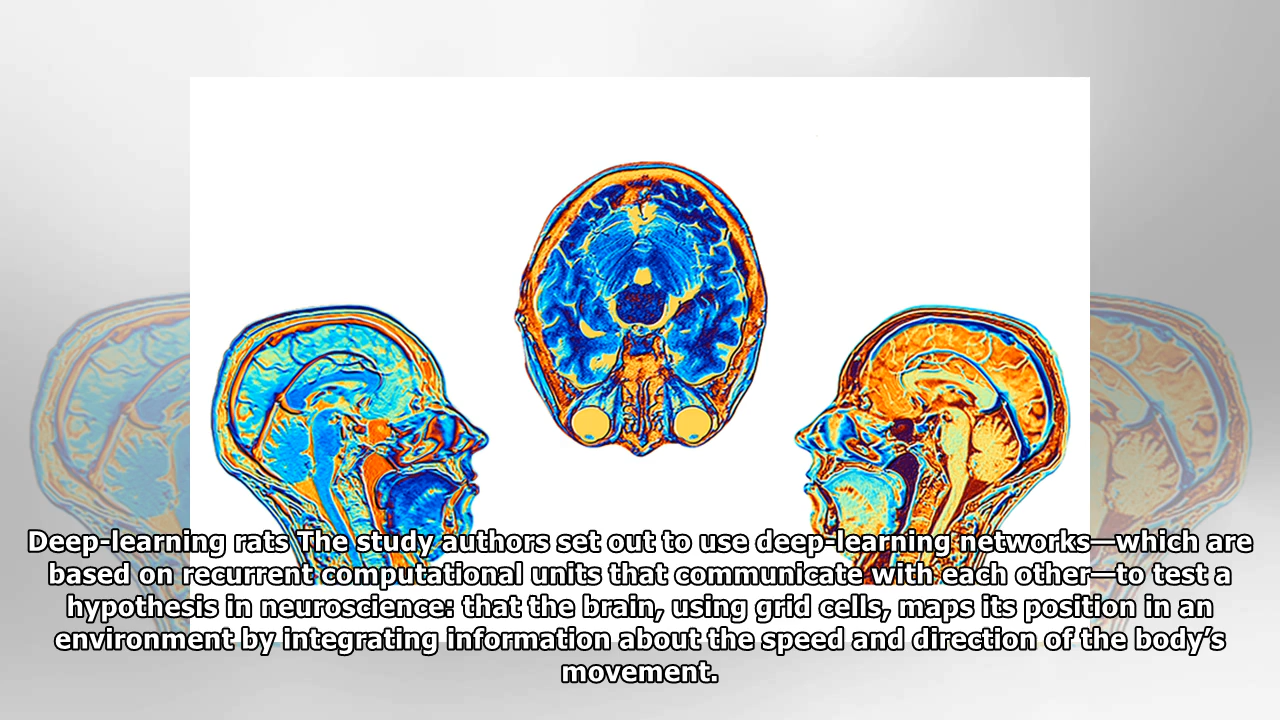 Deep-learning rats The study authors set out to use deep-learning networks—which are
based on recurrent computational units that communicate with each other—to test a
hypothesis in neuroscience: that the brain, using grid cells, maps its position in an
environment by integrating information about the speed and direction of the body’s
movement.